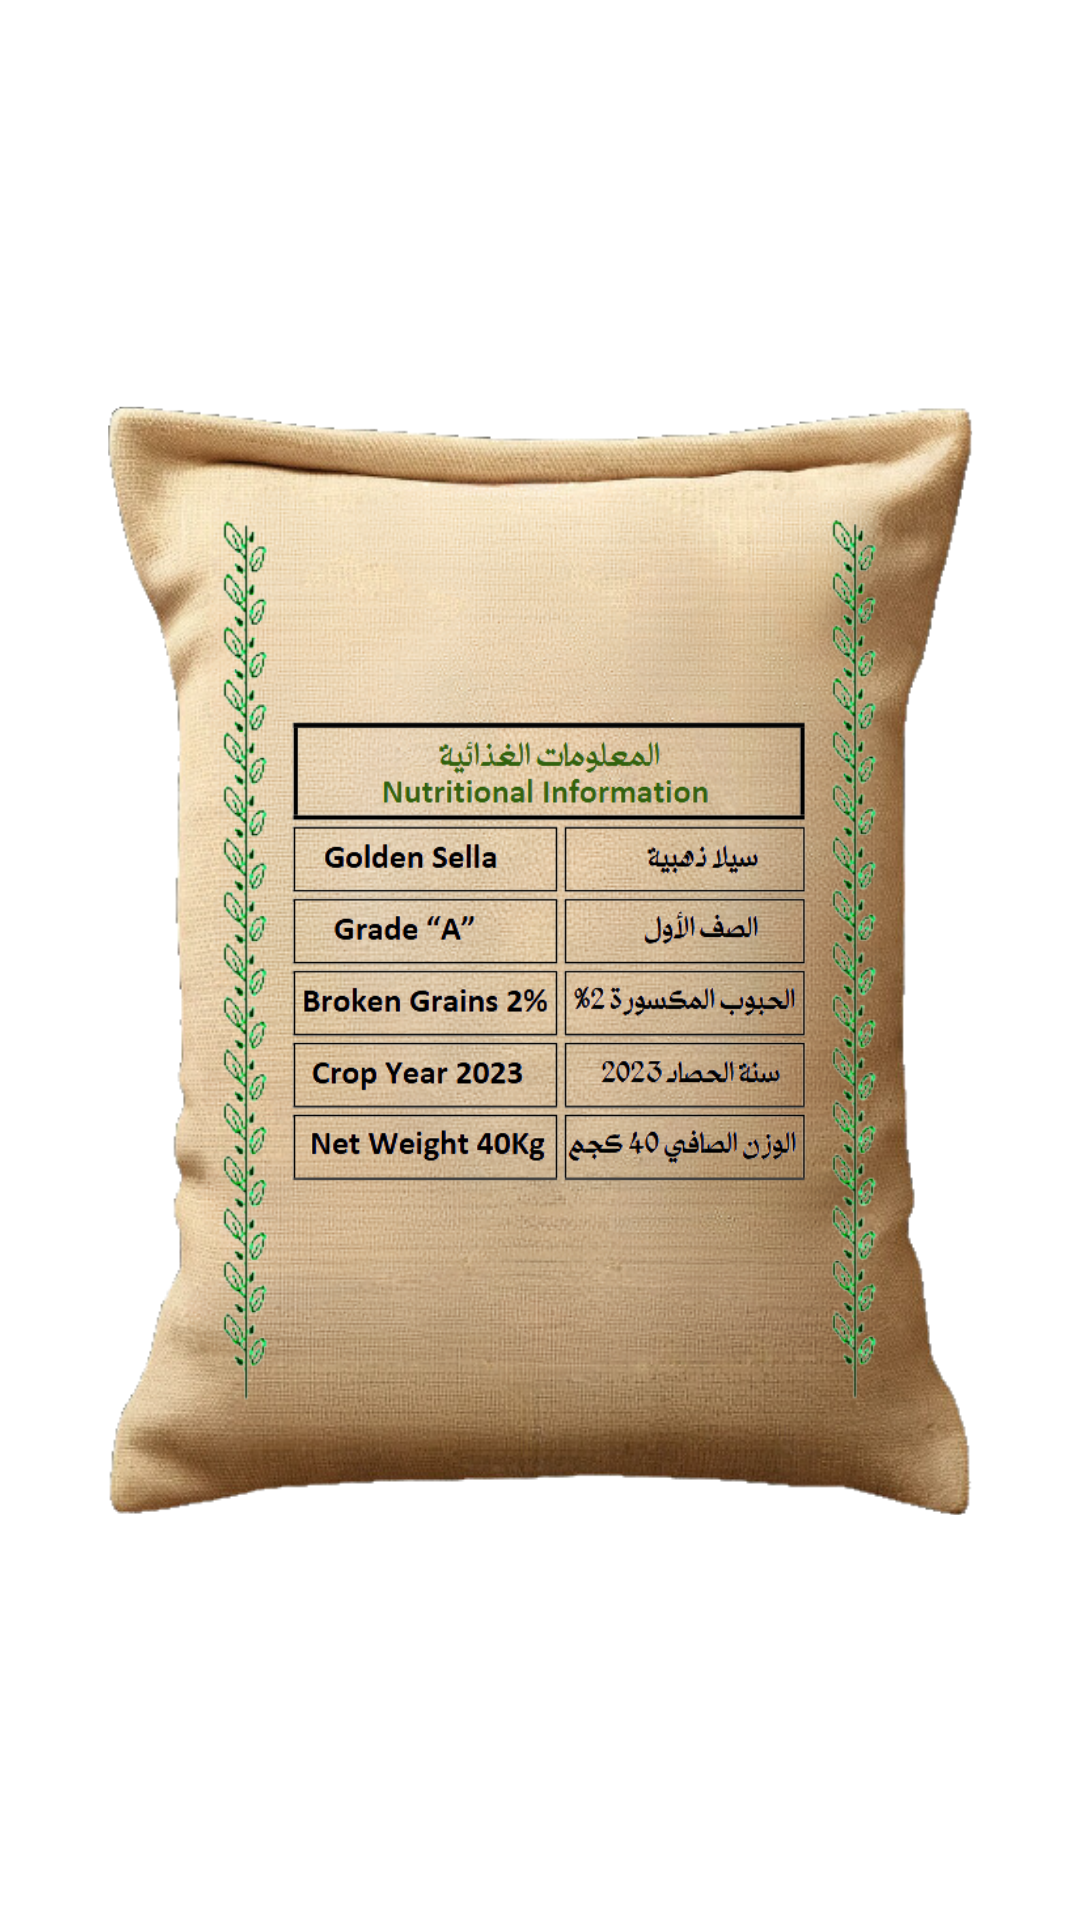 المعلومات الغذائية
Nutritional Information
Golden Sella
سيلا ذهبية
Grade “A”
الصف الأول
Broken Grains 2%
الحبوب المكسورة 2%
Crop Year 2023
سنة الحصاد 2023
Net Weight 40Kg
الوزن الصافي 40 كجم